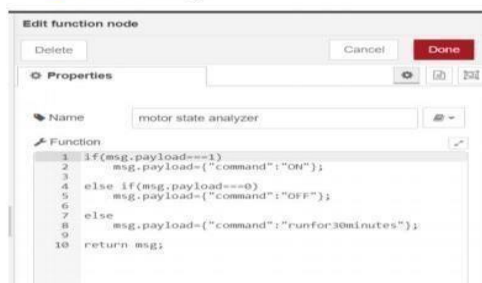 Edit function node
Delete Cancel Done
Properties
Name motor state analyzer
Function
1 if(msg.payload===1)
2 msg.payload={"command":"ON"};
3
4 else if(msg.payload===0)
5 msg.payload={"command":"OFF"};
6
7 else
8 msg.payload={"command":"runfor30minutes"};
9
10 return msg;